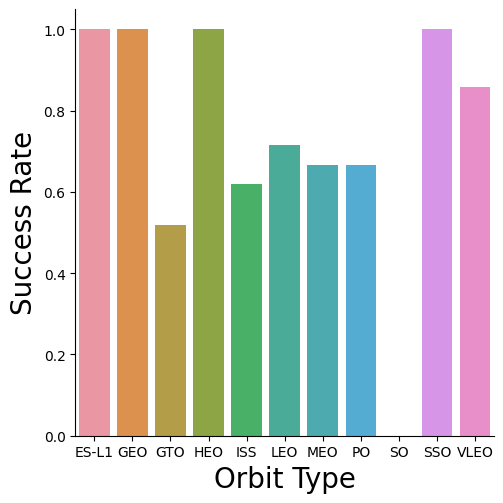 Success Rate
1.0
0.8
0.6
0.4
0.2
0.0
ES-L1 GEO GTO HEO ISS LEO MEO PO SO SSO VLEO
Orbit Type